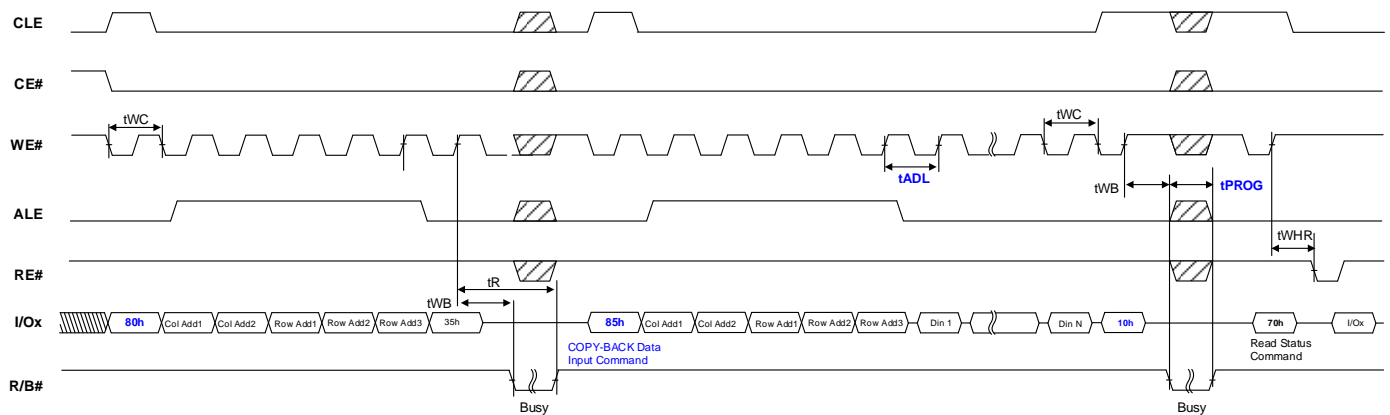 CLE
CE#
tWC
tWC
WE#
tADL
tWB
tPROG
ALE
tWHR
RE#
tR
tWB
I/Ox
80h
Col Add1
Col Add2
Row Add1
Row Add2
Row Add3
35h
85h
Col Add1
Col Add2
Row Add1
Row Add2
Row Add3
Din 1
Din N
10h
70h
I/Ox
COPY-BACK Data
Input Command
Read Status
Command
R/B#
Busy
Busy